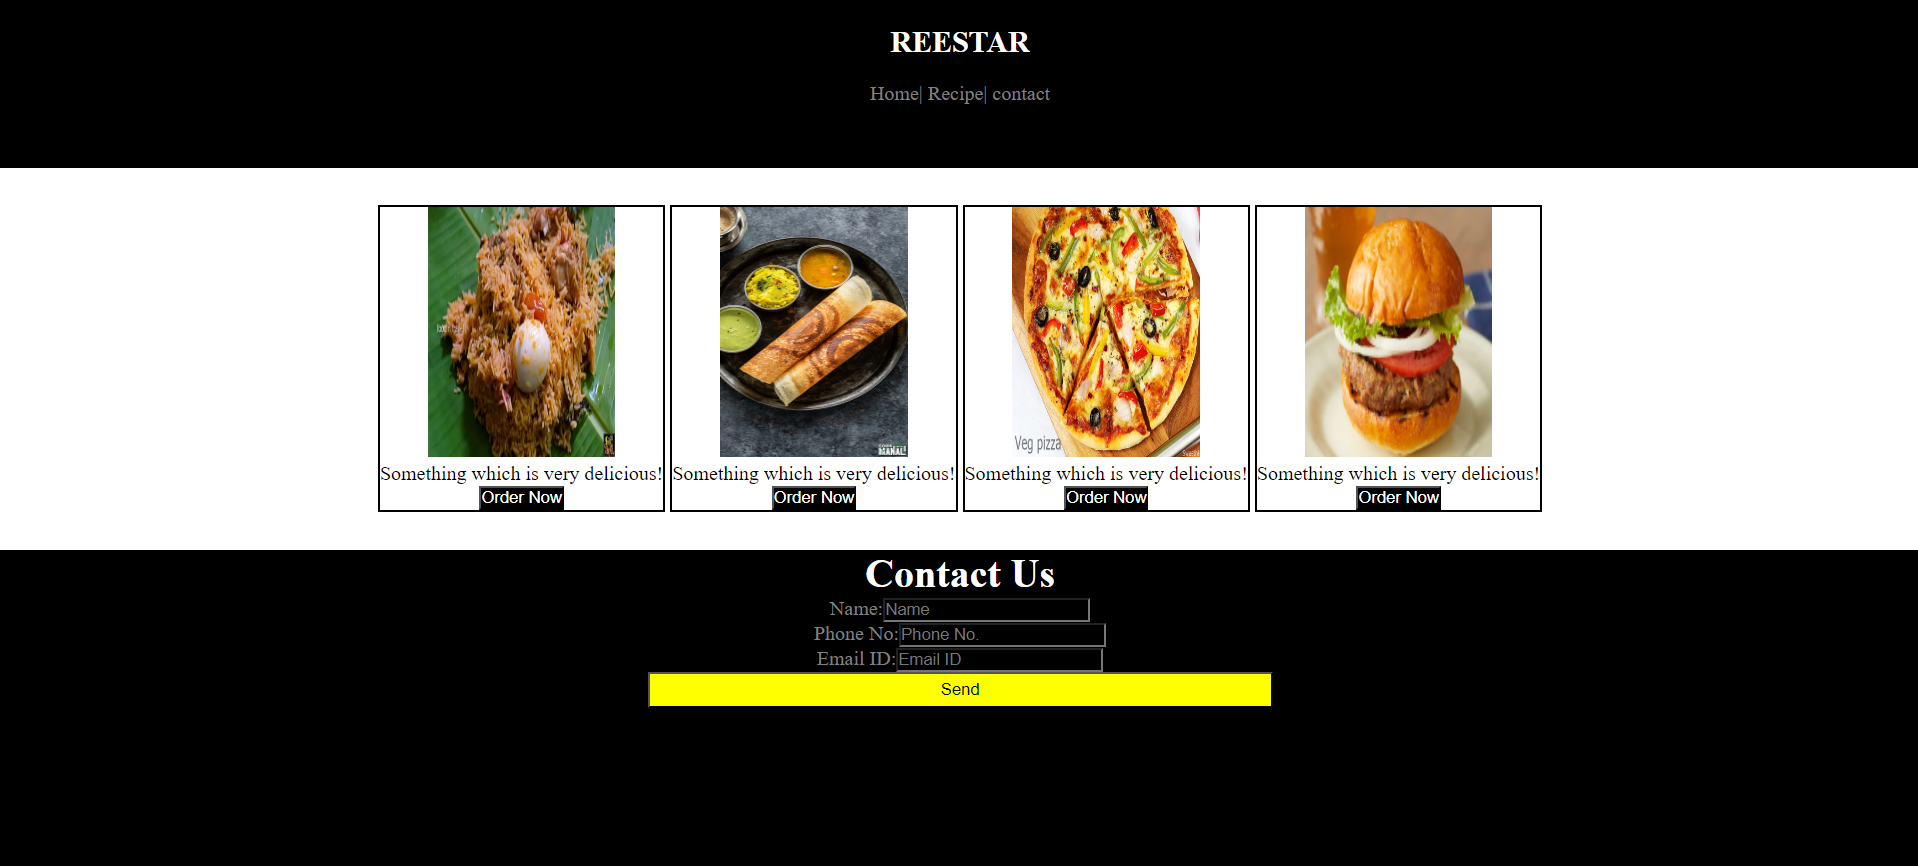 REESTAR
Home| Recipe| contact
Veg pizza
MANALI
Something which is very delicious!
Order Now
Something which is very delicious!
Order Now
Something which is very delicious!
Order Now
Something which is very delicious!
Order Now
Contact Us
Name:Name
Phone No:Phone No.
Email ID:Email ID
Send